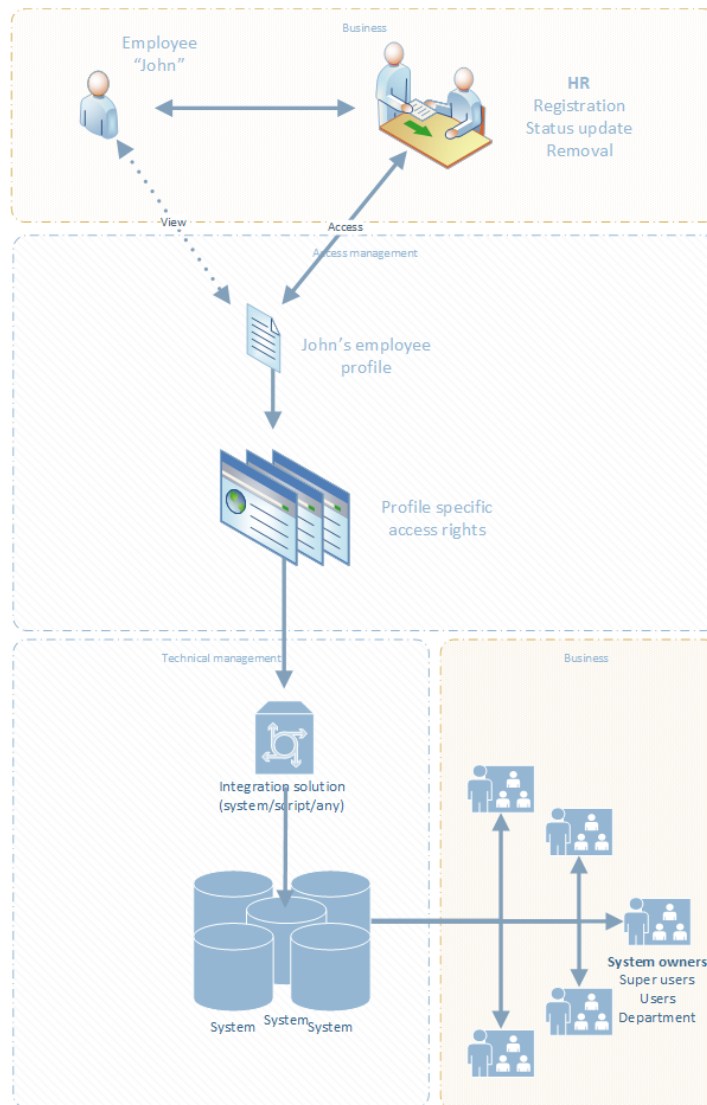 Business
Employee
“John”
HR
Registration
Status update
Removal
View
Access
Access management
John’s employee
profile
Profile specific
access rights
Technical management
Business
Integration solution
(system/script/any)
System owners
Super users
Users
Department
System
System
System